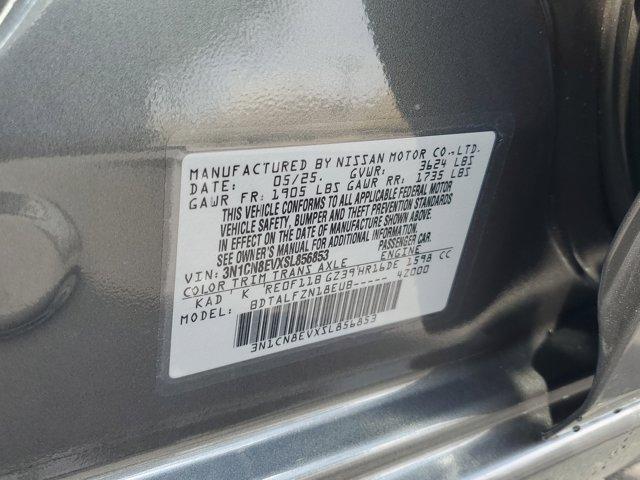 MANUFACTURED BY NISSAN MOTOR CO.,LTD.
DATE: 05/25. GVWR: 3624 LBS
GAWR FR: 1905 LBS GAWR RR: 1735 LBS
THIS VEHICLE CONFORMS TO ALL APPLICABLE FEDERAL MOTOR
VEHICLE SAFETY, BUMPER AND THEFT PREVENTION STANDARDS
IN EFFECT ON THE DATE OF MANUFACTURE SHOWN ABOVE.
SEE OWNER'S MANUAL FOR ADDITIONAL INFORMATION
VIN: 3N1CN8EVXSL856853 PASSENGER CAR.
COLOR TRIM TRANS AXLE ENGINE
KAD K RE0F11B GZ39 HR16DE 1598 CC
MODEL: BDTALFZN18EUB----- 42000
3N1CN8EVXSL856853